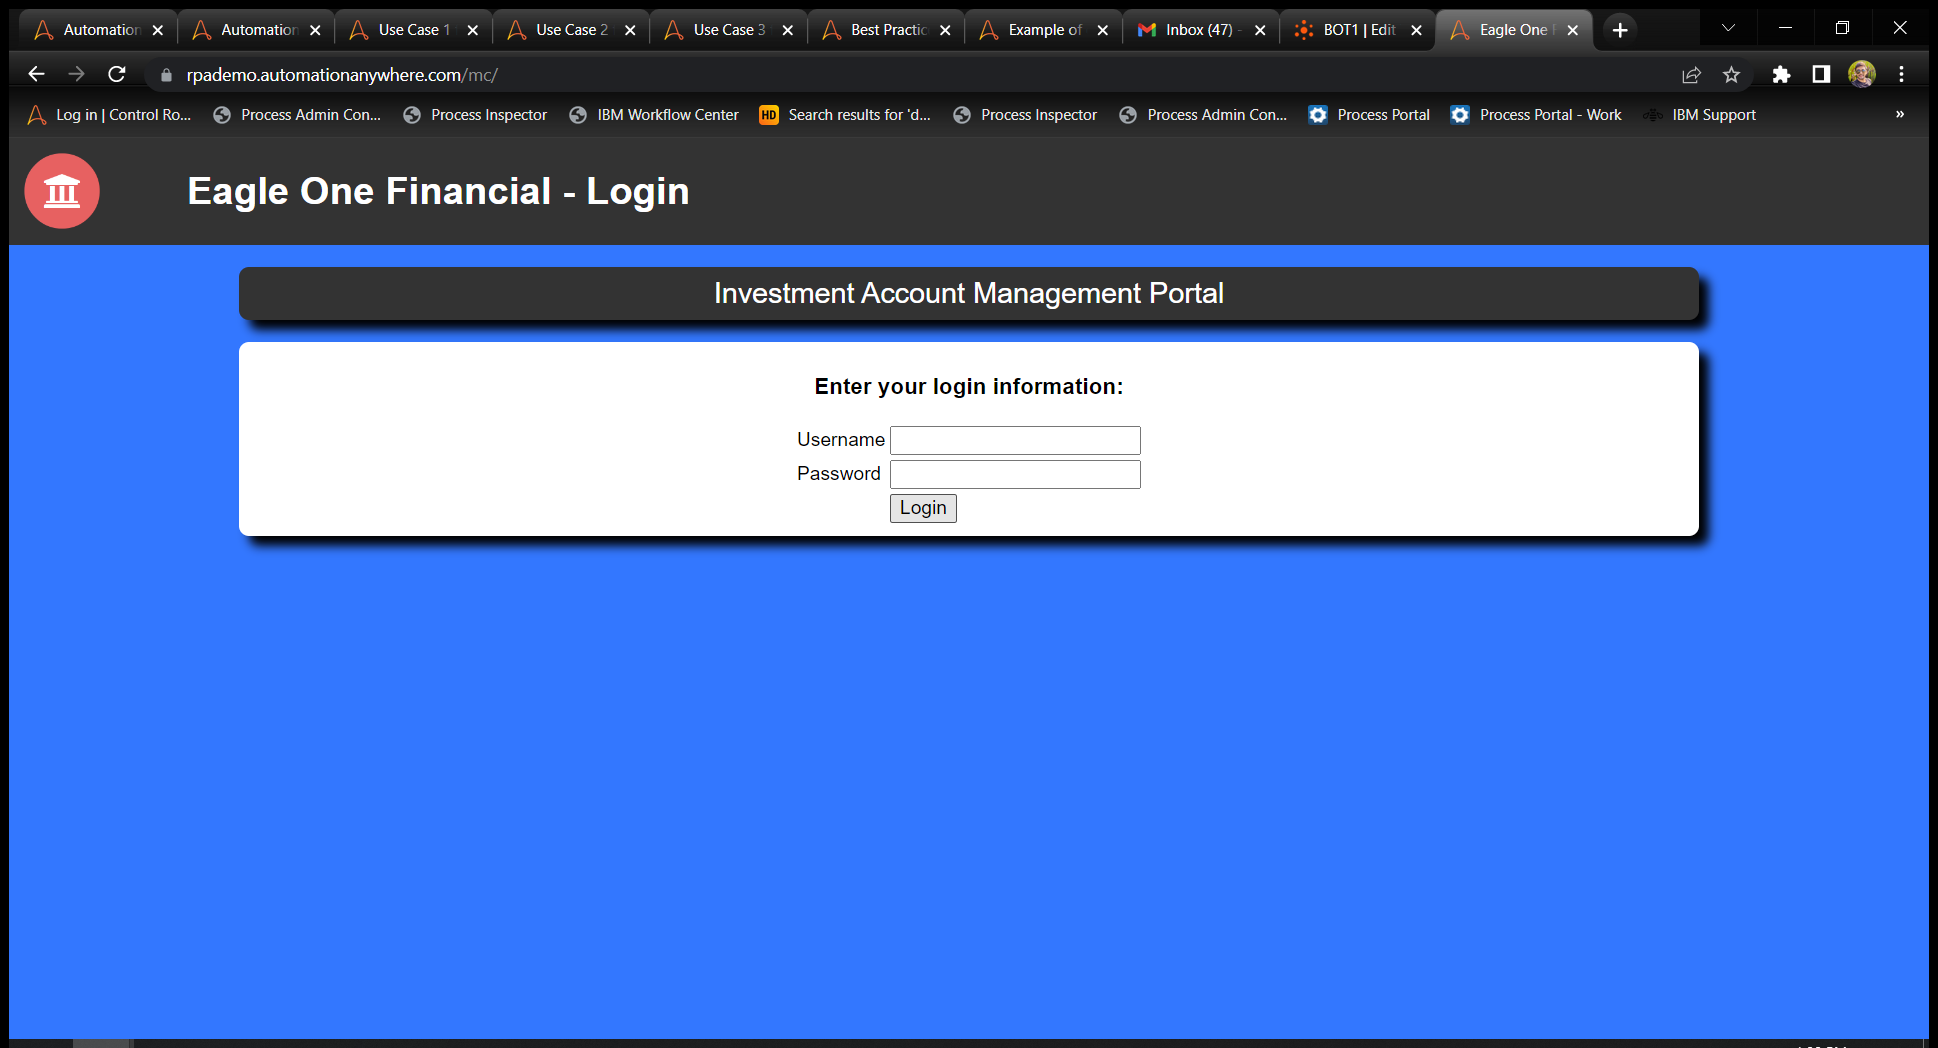 Automation
Automation
Use Case 1
Use Case 2
Use Case 3
Best Practic
Example of
Inbox (47) -
BOT1 | Edit
Eagle One
rpademo.automationanywhere.com/mc/
Log in | Control Ro...
Process Admin Con...
Process Inspector
IBM Workflow Center
HD
Search results for 'd...
Process Inspector
Process Admin Con...
Process Portal
Process Portal - Work
IBM Support
»
Eagle One Financial - Login
Investment Account Management Portal
Enter your login information:
Username
Password
Login